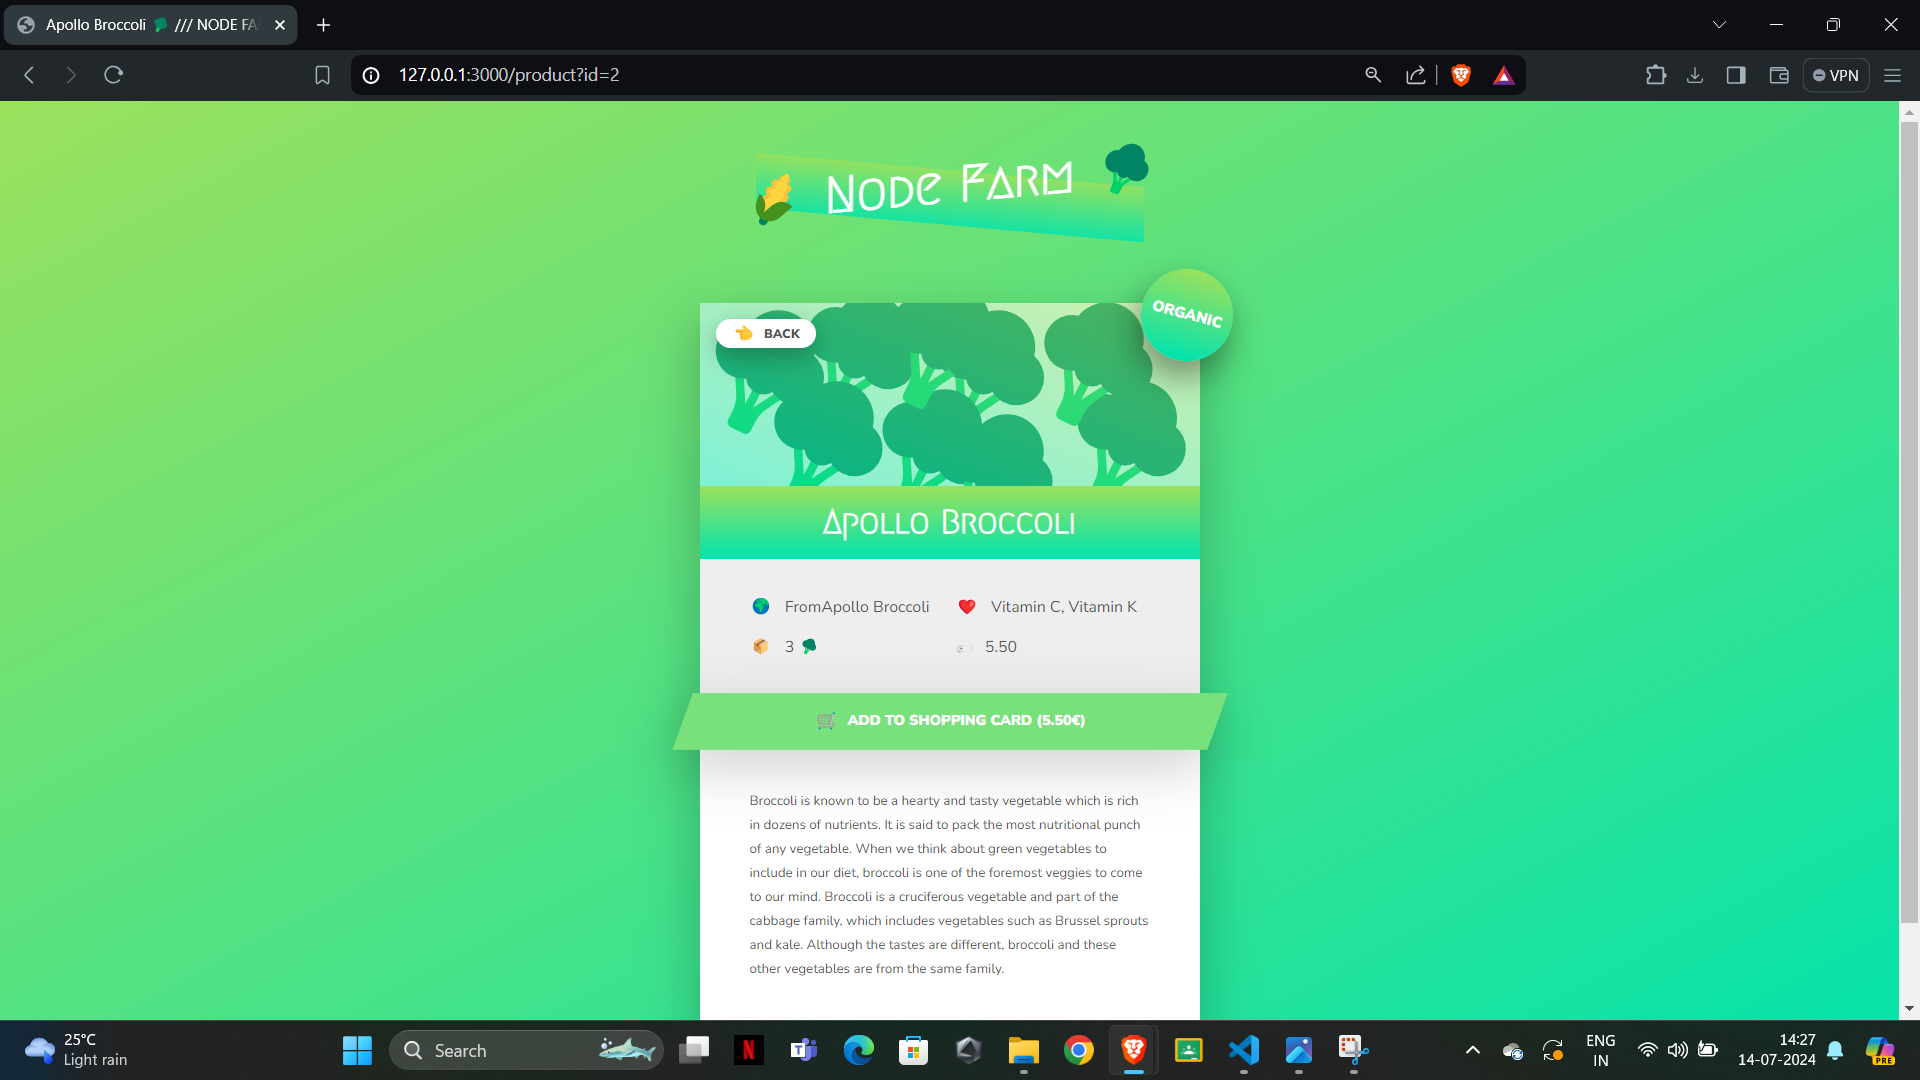 Apollo Broccoli 🥦 /// NODE FA
127.0.0.1:3000/product?id=2
VPN
NODE FARM
ORGANIC
👈 BACK
APOLLO BROCCOLI
🌍 FromApollo Broccoli
❤️ Vitamin C, Vitamin K
📦 3 🥦
🏷 5.50
🛒 ADD TO SHOPPING CARD (5.50€)
Broccoli is known to be a hearty and tasty vegetable which is rich
in dozens of nutrients. It is said to pack the most nutritional punch
of any vegetable. When we think about green vegetables to
include in our diet, broccoli is one of the foremost veggies to come
to our mind. Broccoli is a cruciferous vegetable and part of the
cabbage family, which includes vegetables such as Brussel sprouts
and kale. Although the tastes are different, broccoli and these
other vegetables are from the same family.
25°C
Light rain
Search
ENG
IN
14:27
14-07-2024
PRE